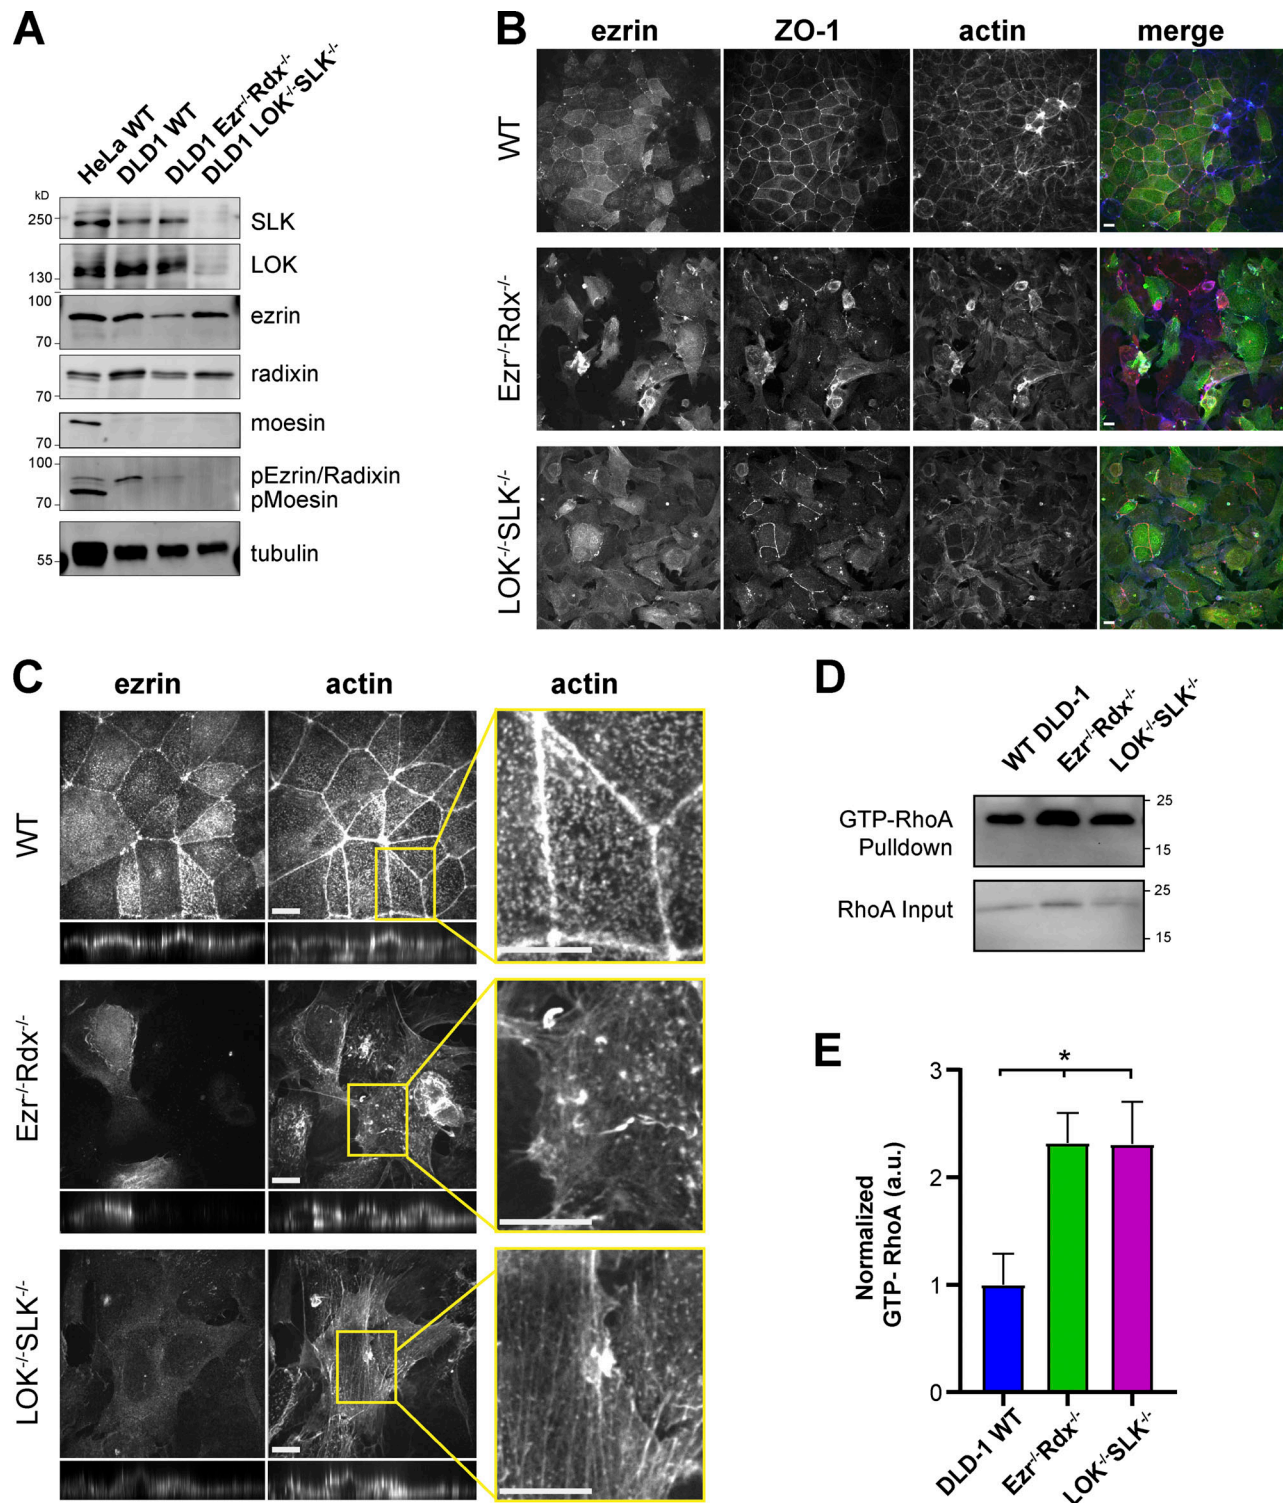 A
HeLa WT
DLD1 WT
DLD1 Ezr-/-Rdx-/-
DLD1 LOK-/-SLK-/-
kD
250
SLK
130
LOK
100
ezrin
70
radixin
70
moesin
70
100
pEzrin/Radixin
70
pMoesin
55
tubulin
B
ezrin ZO-1 actin merge
WT
Ezr-/-Rdx-/-
LOK-/-SLK-/-
C
ezrin actin actin
WT
Ezr-/-Rdx-/-
LOK-/-SLK-/-
D
WT DLD-1
Ezr-/-Rdx-/-
LOK-/-SLK-/-
GTP-RhoA
Pulldown
25
15
RhoA Input
25
15
E
*
3
2
1
0
Normalized
GTP- RhoA (a.u.)
DLD-1 WT
Ezr-/-Rdx-/-
LOK-/-SLK-/-